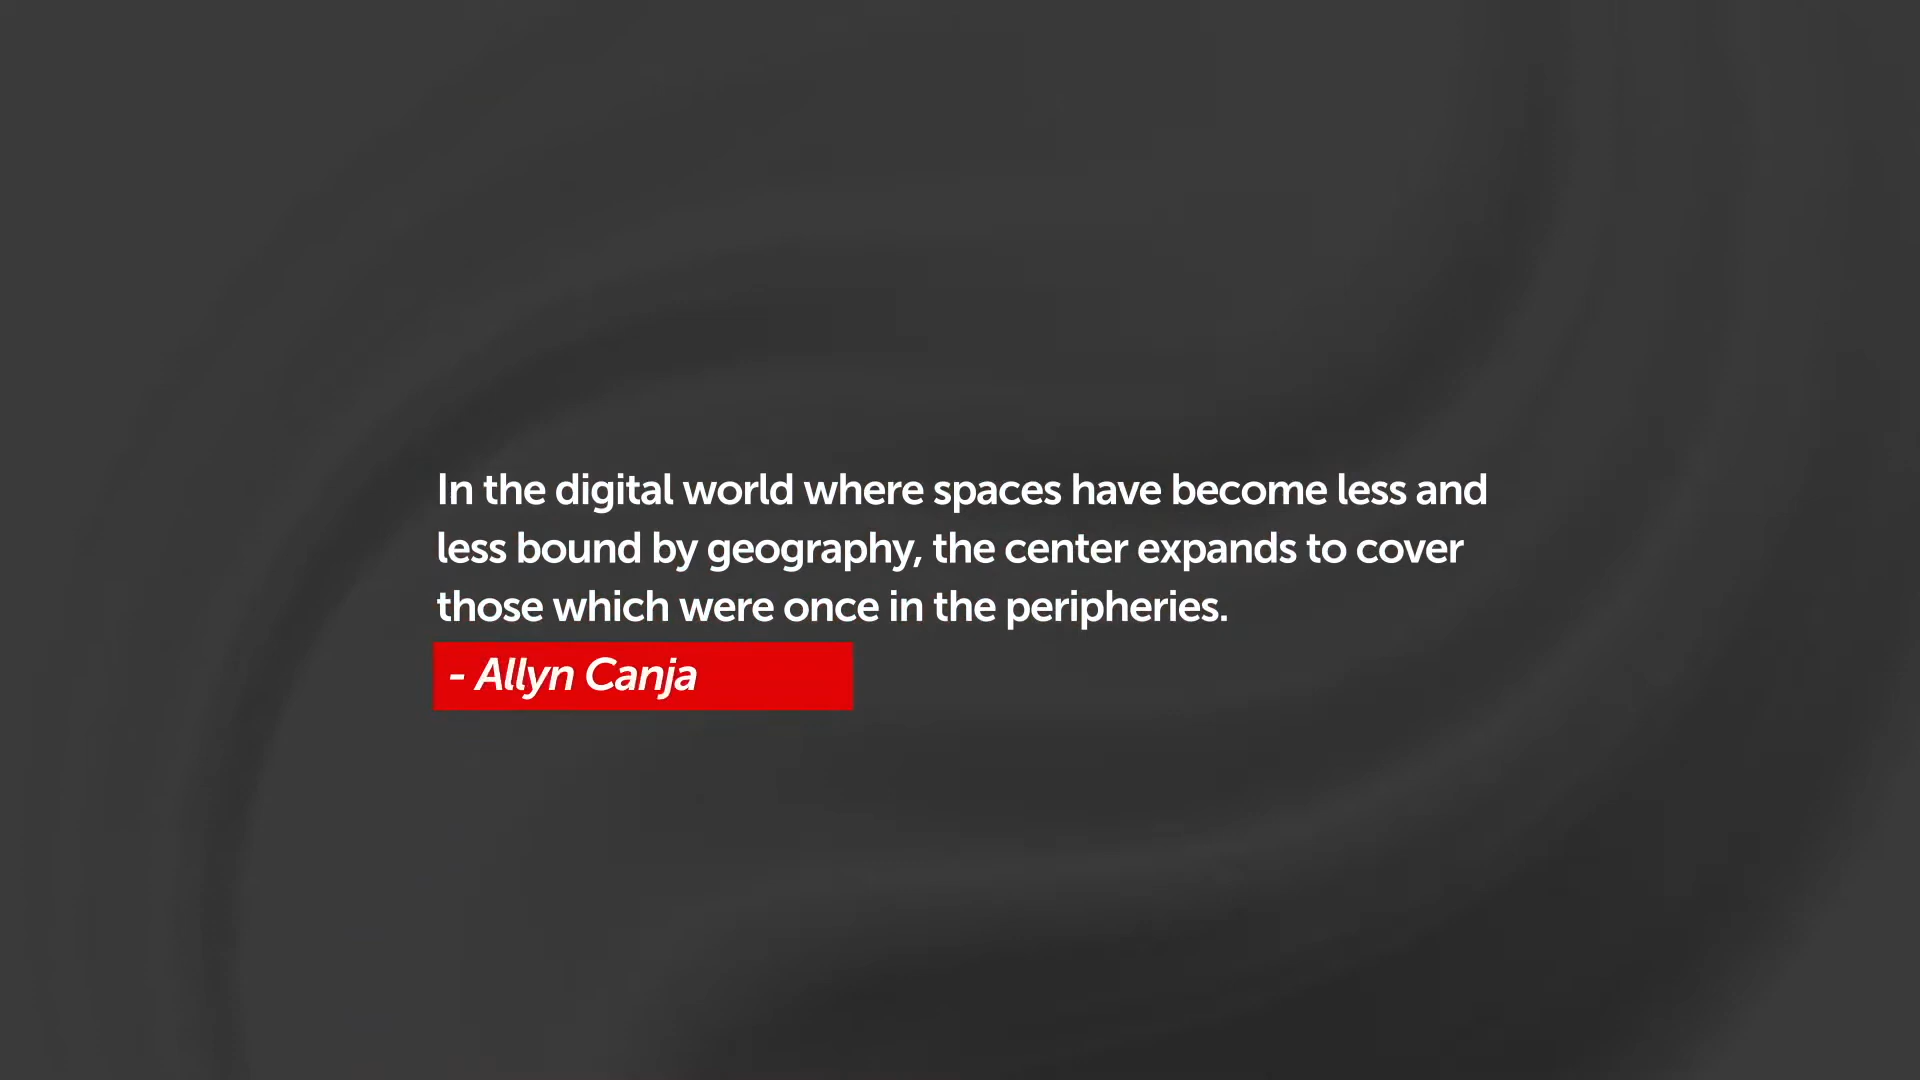 In the digital world where spaces have become less and
less bound by geography, the center expands to cover
those which were once in the peripheries.
- Allyn Canja